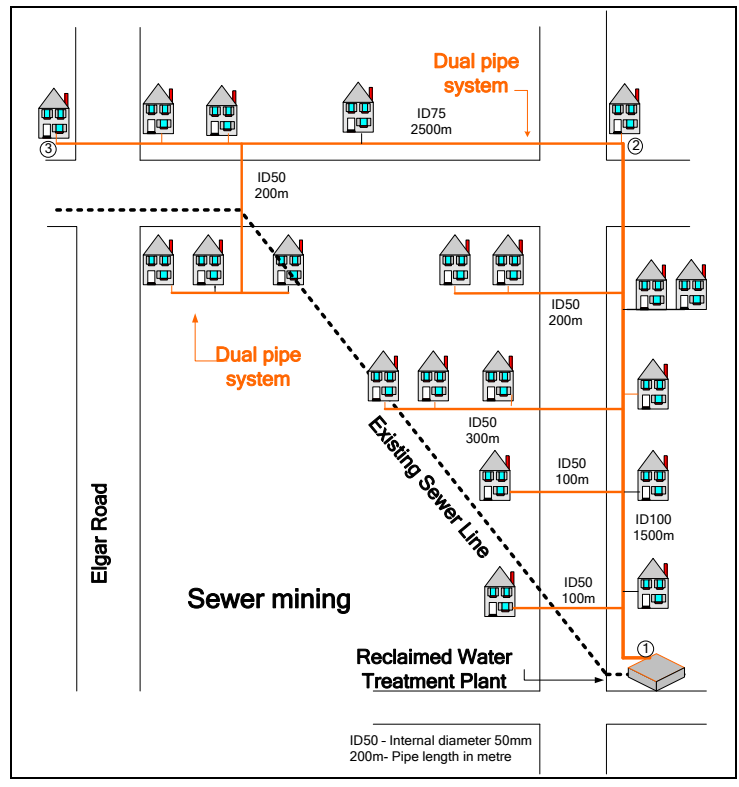 Dual pipe
system
ID75
2500m
③
②
ID50
200m
ID50
200m
Dual pipe
system
Existing Sewer Line
ID50
300m
ID50
100m
ID100
1500m
Elgar Road
Sewer mining
ID50
100m
①
Reclaimed Water
Treatment Plant
ID50 - Internal diameter 50mm
200m- Pipe length in metre